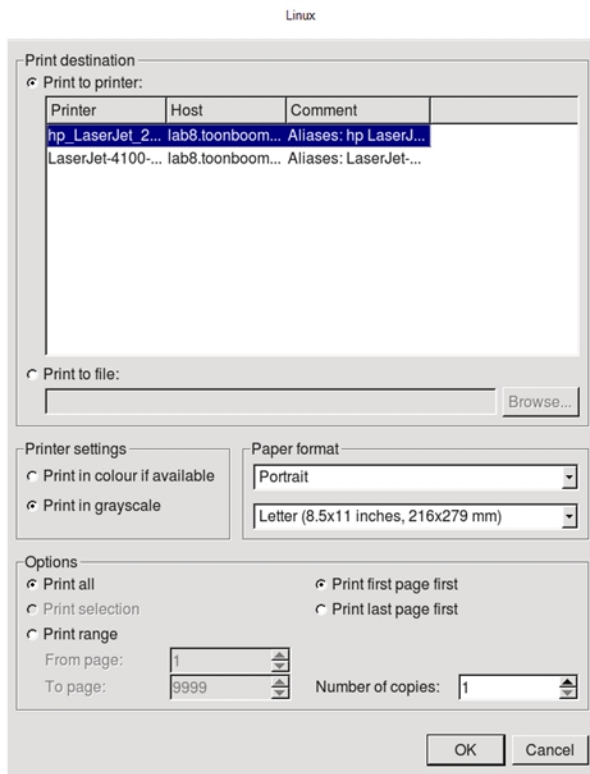 Linux
Print destination
Print to printer:
Printer Host Comment
hp_LaserJet_2... lab8.toonboom... Aliases: hp LaserJ...
LaserJet-4100-... lab8.toonboom... Aliases: LaserJet-...
Print to file:
Browse...
Printer settings
Print in colour if available
Print in grayscale
Paper format
Portrait
Letter (8.5x11 inches, 216x279 mm)
Options
Print all
Print selection
Print range
From page: 1
To page: 9999
Print first page first
Print last page first
Number of copies: 1
OK Cancel